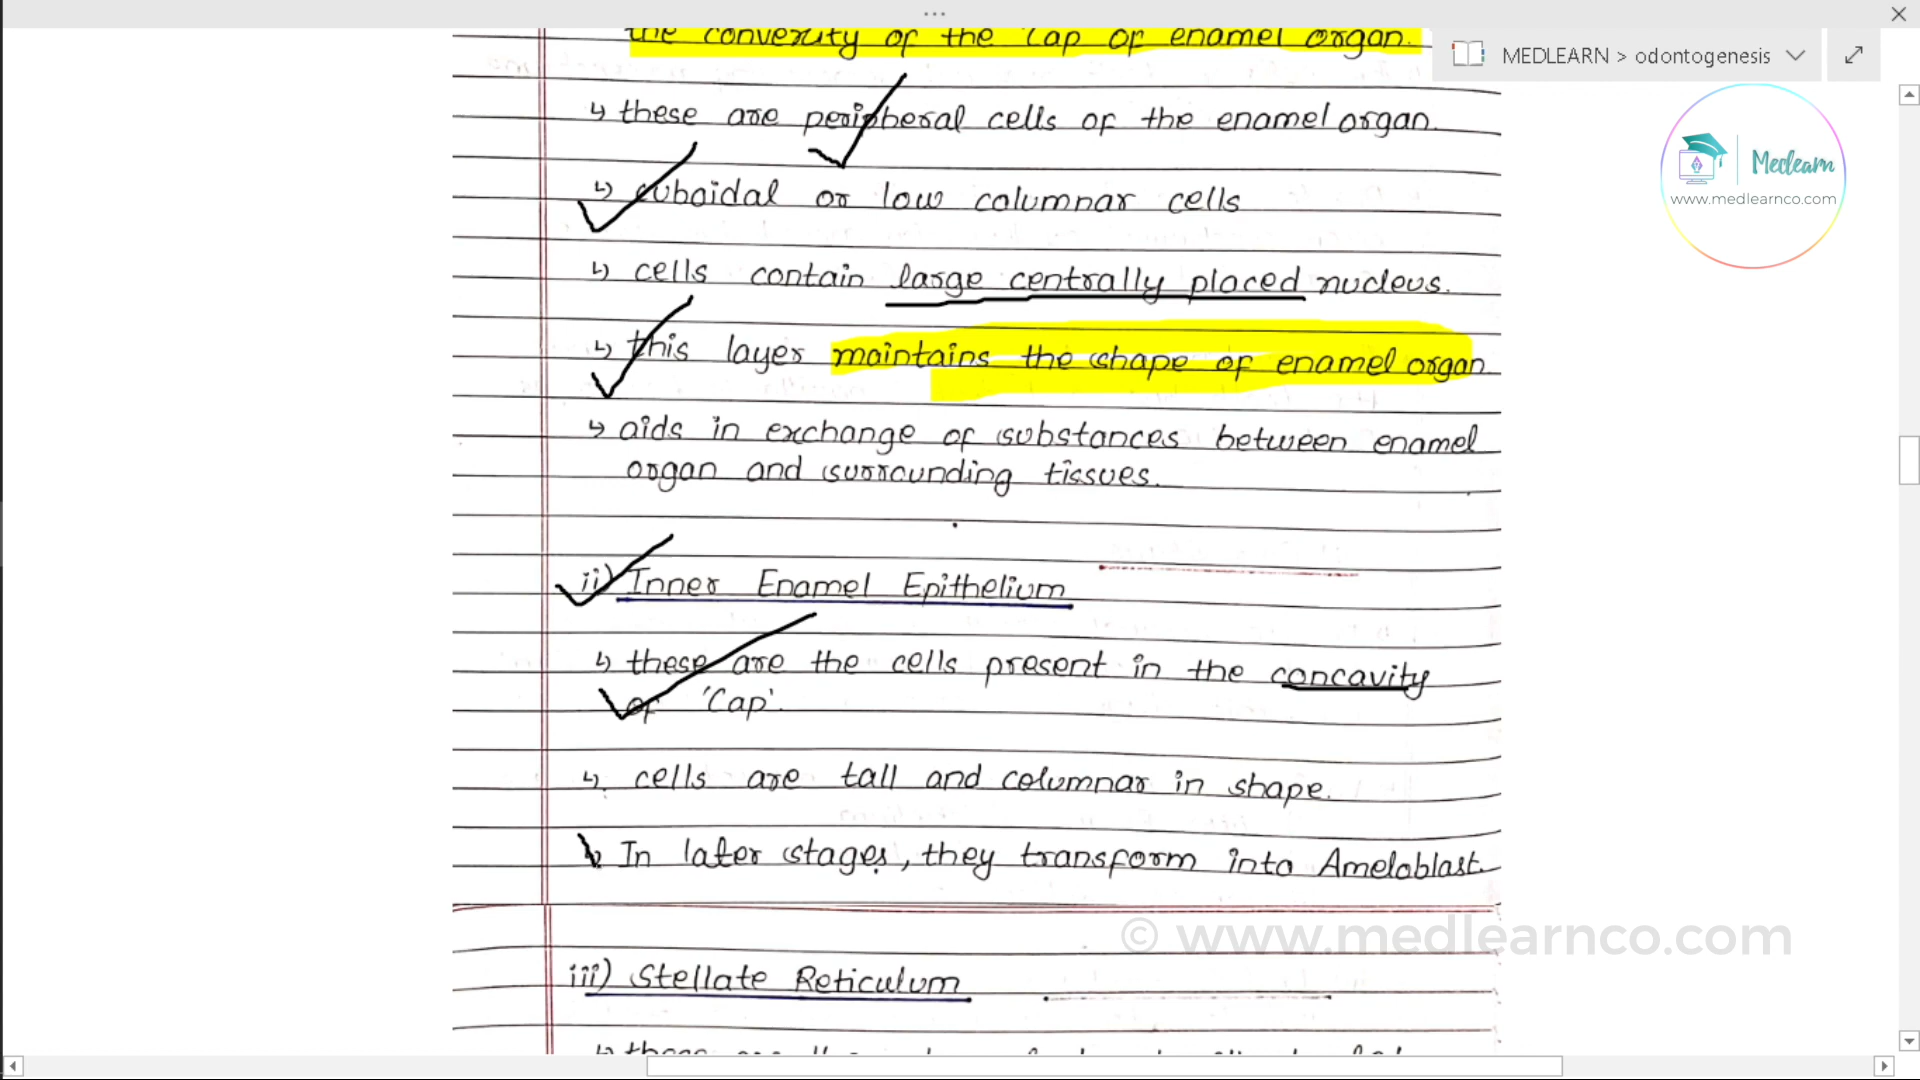 the convexity of the 'Cap of enamel organ.
MEDLEARN > odontogenesis
Medlearn
www.medlearnco.com
↳ these are peripheral cells of the enamel organ.
↳ cuboidal or low columnar cells
↳ cells contain large centrally placed nucleus.
↳ this layer maintains the shape of enamel organ
↳ aids in exchange of substances between enamel
organ and surrounding tissues.
ii) Inner Enamel Epithelium
↳ these are the cells present in the concavity
of 'Cap'.
↳ cells are tall and columnar in shape.
↳ In later stages, they transform into Ameloblast.
© www.medlearnco.com
iii) Stellate Reticulum